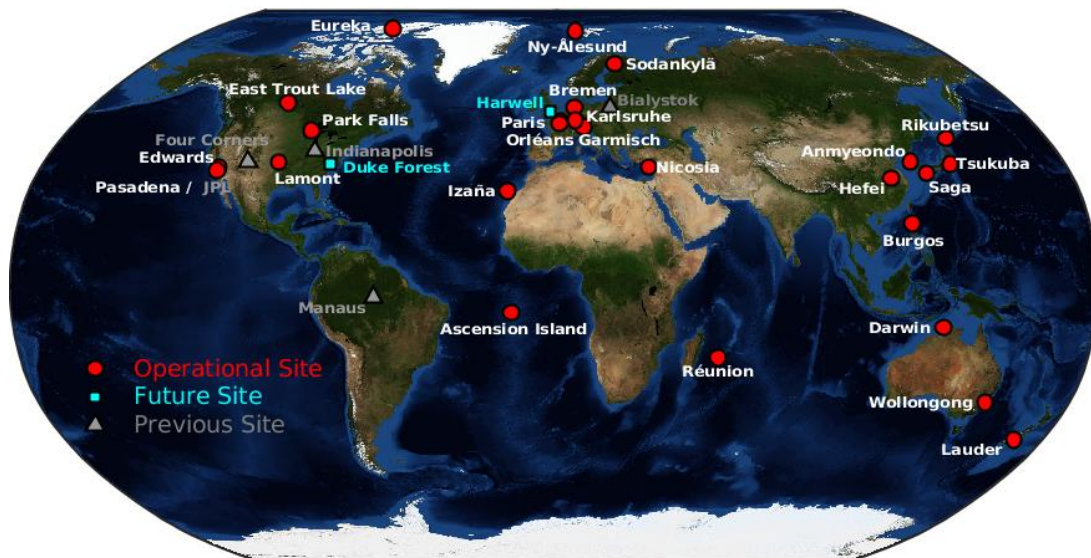 Eureka
Ny-Ålesund
Sodankylä
East Trout Lake
Bremen
Harwell
Bialystok
Park Falls
Paris
Karlsruhe
Four Corners
Orléans Garmisch
Rikubetsu
Indianapolis
Edwards
Duke Forest
Anmyeondo
Tsukuba
Lamont
Nicosia
Pasadena / JPL
Izaña
Hefei
Saga
Burgos
Manaus
Ascension Island
Darwin
Réunion
Operational Site
Future Site
Previous Site
Wollongong
Lauder